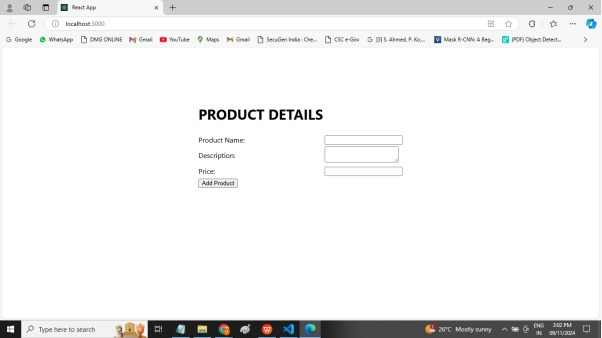 React App
localhost:3000
Google WhatsApp DMG ONLINE Gmail YouTube Maps Gmail SecuGen India : Che... CSC e-Gov [3] S. Ahmed, P. Ko,... Mask R-CNN: A Beg... (PDF) Object Detect...
PRODUCT DETAILS
Product Name:
Description:
Price:
Add Product
Type here to search
26°C Mostly sunny
ENG
IN
3:02 PM
09/11/2024